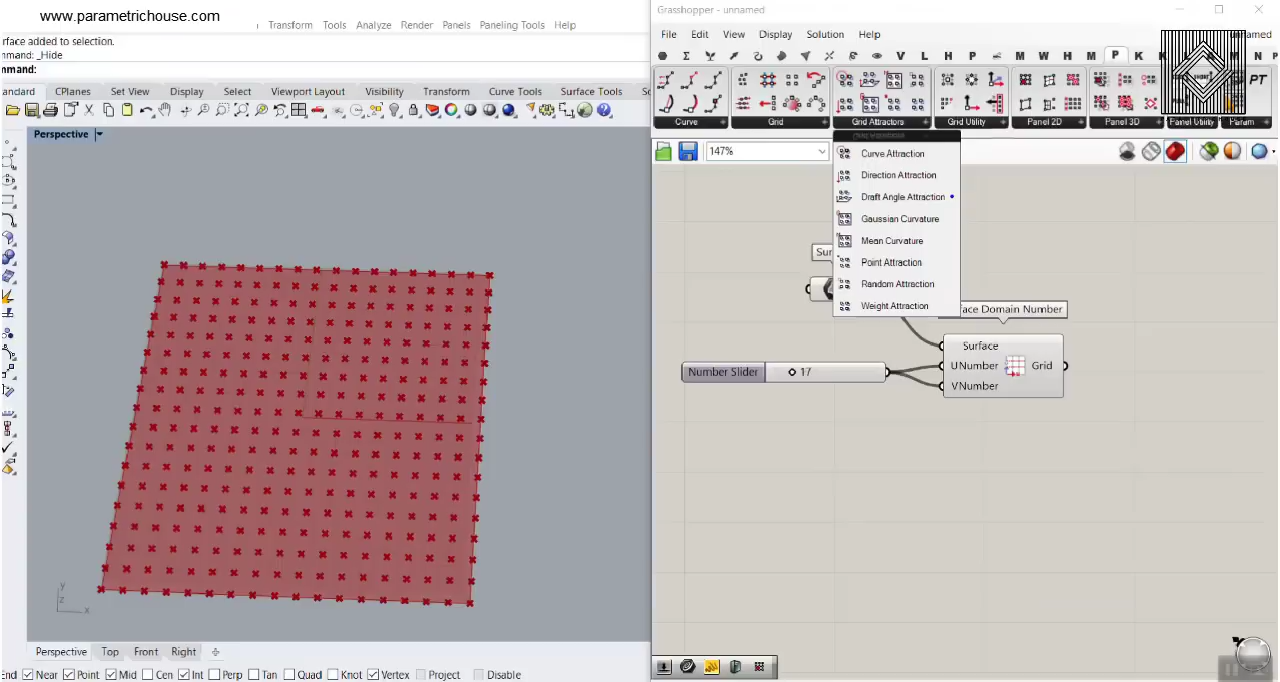 www.parametrichouse.com
Transform Tools Analyze Render Panels Paneling Tools Help
rface added to selection.
mmand: _Hide
mmand:
andard CPlanes Set View Display Select Viewport Layout Visibility Transform Curve Tools Surface Tools
Perspective
y
z
x
Perspective Top Front Right
End Near Point Mid Cen Int Perp Tan Quad Knot Vertex Project Disable
Grasshopper - unnamed
File Edit View Display Solution Help
unnamed
V L H P M W H M P K N P
PT
Curve Grid Grid Attractors Grid Utility Panel 2D Panel 3D Panel Utility Param
147%
Grid Attractors
Curve Attraction
Direction Attraction
Draft Angle Attraction
Gaussian Curvature
Mean Curvature
Point Attraction
Random Attraction
Weight Attraction
Sur
face Domain Number
Surface
UNumber
VNumber
Grid
Number Slider 17